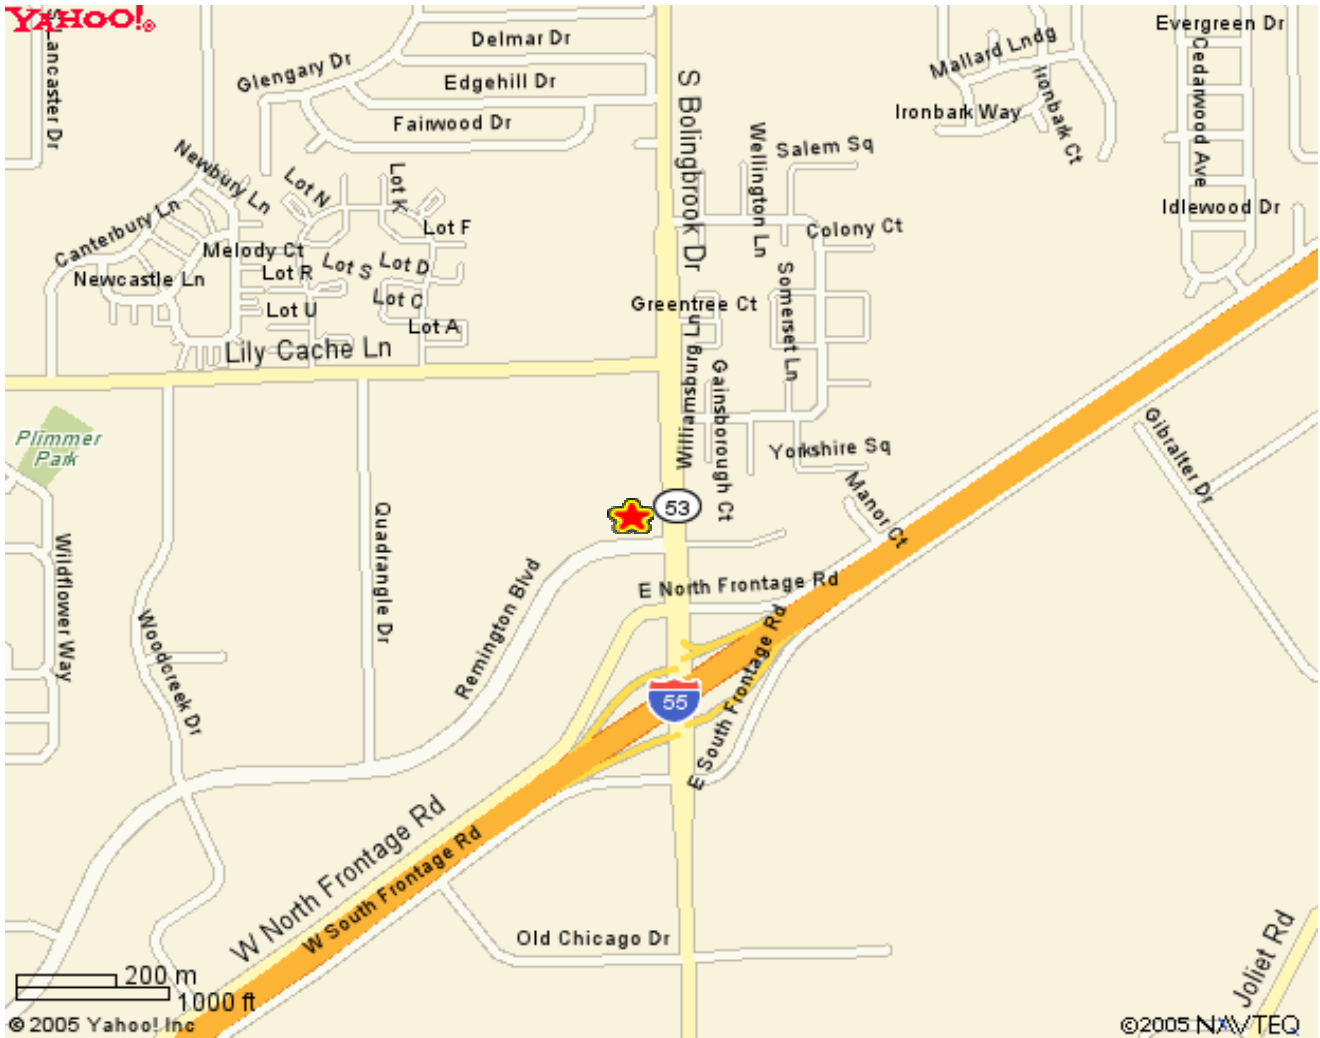 YAHOO!®
S Lancaster Dr
Glengary Dr
Delmar Dr
Edgehill Dr
Fairwood Dr
S Bolingbrook Dr
Mallard Lndg
Ironbark Way
Ironbark Ct
Evergreen Dr
Cedarwood Ave
Idlewood Dr
Newbury Ln
Canterbury Ln
Melody Ct
Newcastle Ln
Lot N
Lot K
Lot F
Lot R
Lot S
Lot D
Lot C
Lot U
Lot A
Lily Cache Ln
Wellington Ln
Salem Sq
Colony Ct
Somerset Ln
Greentree Ct
Williamsburg Ln
Gainsborough Ct
Yorkshire Sq
Manor Ct
Gibralter Dr
Plimmer
Park
Wildflower Way
Woodcreek Dr
Quadrangle Dr
Remington Blvd
53
E North Frontage Rd
55
E South Frontage Rd
W North Frontage Rd
W South Frontage Rd
Old Chicago Dr
Joliet Rd
200 m
1000 ft
© 2005 Yahoo! Inc
©2005 NAVTEQ